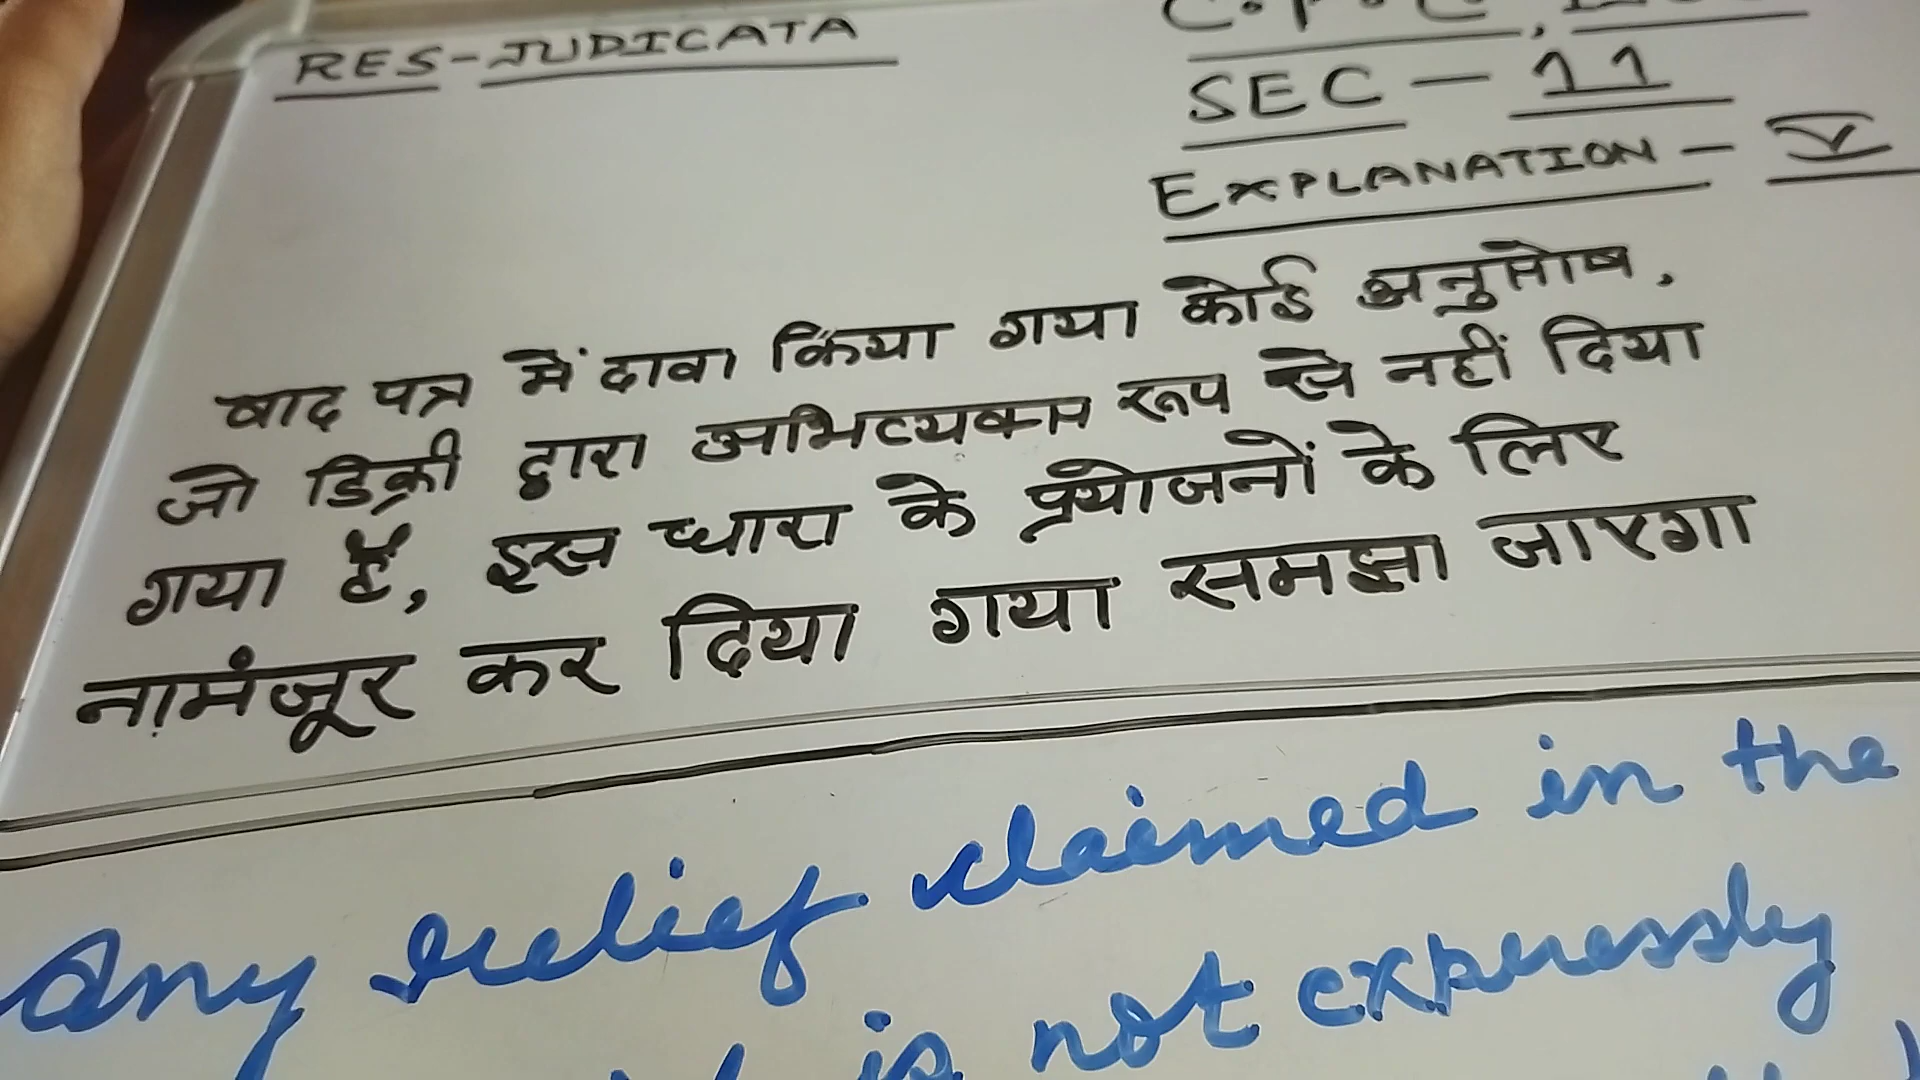 RES-JUDICATA
SEC - 11
EXPLANATION - V
वाद पत्र में दावा किया गया कोई अनुतोष,
जो डिक्री द्वारा अभिव्यक्त रूप से नहीं दिया
गया है, इस धारा के प्रयोजनों के लिए
नामंजूर कर दिया गया समझा जाएगा
Any relief claimed in the
is not expressly